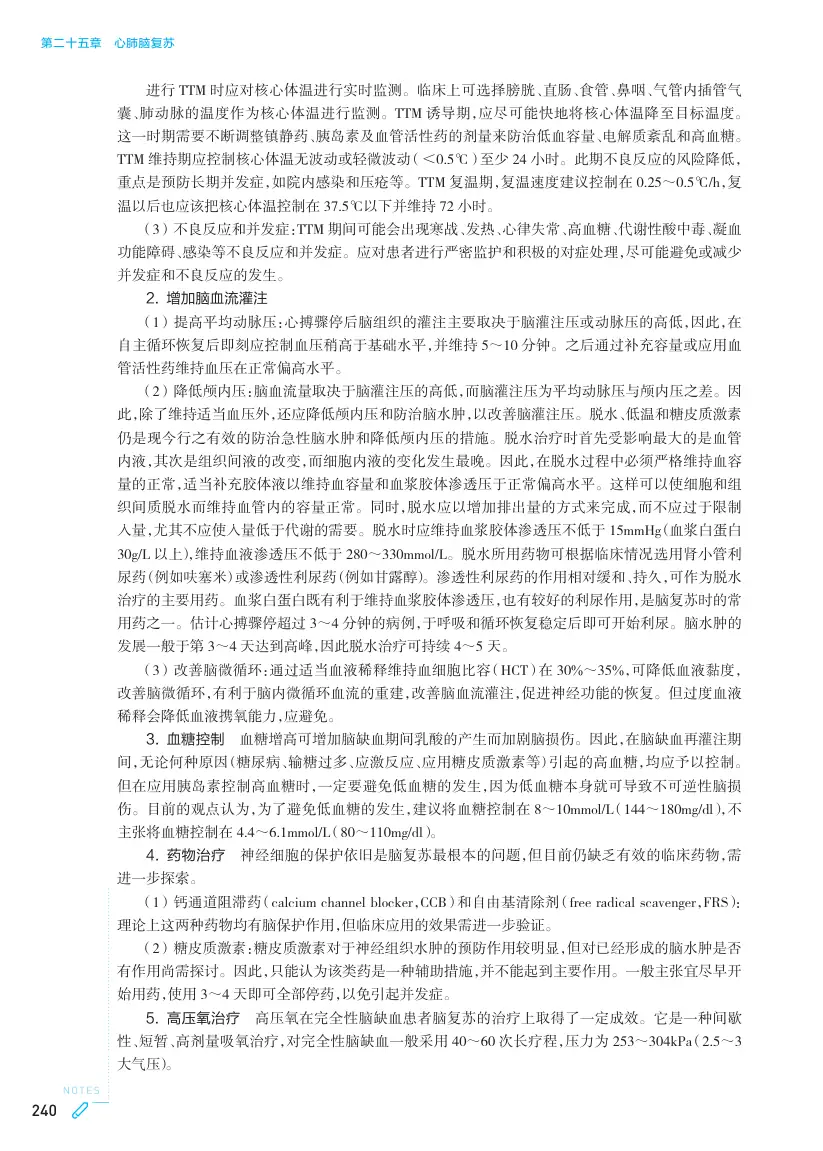 第二十五章 心肺脑复苏
进行 TTM 时应对核心体温进行实时监测。临床上可选择膀胱、直肠、食管、鼻咽、气管内插管气
囊、肺动脉的温度作为核心体温进行监测。TTM 诱导期,应尽可能快地将核心体温降至目标温度。
这一时期需要不断调整镇静药、胰岛素及血管活性药的剂量来防治低血容量、电解质紊乱和高血糖。
TTM 维持期应控制核心体温无波动或轻微波动(<0.5℃)至少 24 小时。此期不良反应的风险降低,
重点是预防长期并发症,如院内感染和压疮等。TTM 复温期,复温速度建议控制在 0.25~0.5℃/h,复
温以后也应该把核心体温控制在 37.5℃以下并维持 72 小时。
(3)不良反应和并发症:TTM 期间可能会出现寒战、发热、心律失常、高血糖、代谢性酸中毒、凝血
功能障碍、感染等不良反应和并发症。应对患者进行严密监护和积极的对症处理,尽可能避免或减少
并发症和不良反应的发生。
2. 增加脑血流灌注
(1)提高平均动脉压:心搏骤停后脑组织的灌注主要取决于脑灌注压或动脉压的高低,因此,在
自主循环恢复后即刻应控制血压稍高于基础水平,并维持 5~10 分钟。之后通过补充容量或应用血
管活性药维持血压在正常偏高水平。
(2)降低颅内压:脑血流量取决于脑灌注压的高低,而脑灌注压为平均动脉压与颅内压之差。因
此,除了维持适当血压外,还应降低颅内压和防治脑水肿,以改善脑灌注压。脱水、低温和糖皮质激素
仍是现今行之有效的防治急性脑水肿和降低颅内压的措施。脱水治疗时首先受影响最大的是血管
内液,其次是组织间液的改变,而细胞内液的变化发生最晚。因此,在脱水过程中必须严格维持血容
量的正常,适当补充胶体液以维持血容量和血浆胶体渗透压于正常偏高水平。这样可以使细胞和组
织间质脱水而维持血管内的容量正常。同时,脱水应以增加排出量的方式来完成,而不应过于限制
入量,尤其不应使入量低于代谢的需要。脱水时应维持血浆胶体渗透压不低于 15mmHg(血浆白蛋白
30g/L 以上),维持血液渗透压不低于 280~330mmol/L。脱水所用药物可根据临床情况选用肾小管利
尿药(例如呋塞米)或渗透性利尿药(例如甘露醇)。渗透性利尿药的作用相对缓和、持久,可作为脱水
治疗的主要用药。血浆白蛋白既有利于维持血浆胶体渗透压,也有较好的利尿作用,是脑复苏时的常
用药之一。估计心搏骤停超过 3~4 分钟的病例,于呼吸和循环恢复稳定后即可开始利尿。脑水肿的
发展一般于第 3~4 天达到高峰,因此脱水治疗可持续 4~5 天。
(3)改善脑微循环:通过适当血液稀释维持血细胞比容(HCT)在 30%~35%,可降低血液黏度,
改善脑微循环,有利于脑内微循环血流的重建,改善脑血流灌注,促进神经功能的恢复。但过度血液
稀释会降低血液携氧能力,应避免。
3. 血糖控制 血糖增高可增加脑缺血期间乳酸的产生而加剧脑损伤。因此,在脑缺血再灌注期
间,无论何种原因(糖尿病、输糖过多、应激反应、应用糖皮质激素等)引起的高血糖,均应予以控制。
但在应用胰岛素控制高血糖时,一定要避免低血糖的发生,因为低血糖本身就可导致不可逆性脑损
伤。目前的观点认为,为了避免低血糖的发生,建议将血糖控制在 8~10mmol/L(144~180mg/dl),不
主张将血糖控制在 4.4~6.1mmol/L(80~110mg/dl)。
4. 药物治疗 神经细胞的保护依旧是脑复苏最根本的问题,但目前仍缺乏有效的临床药物,需
进一步探索。
(1)钙通道阻滞药(calcium channel blocker,CCB)和自由基清除剂(free radical scavenger,FRS):
理论上这两种药物均有脑保护作用,但临床应用的效果需进一步验证。
(2)糖皮质激素:糖皮质激素对于神经组织水肿的预防作用较明显,但对已经形成的脑水肿是否
有作用尚需探讨。因此,只能认为该类药是一种辅助措施,并不能起到主要作用。一般主张宜尽早开
始用药,使用 3~4 天即可全部停药,以免引起并发症。
5. 高压氧治疗 高压氧在完全性脑缺血患者脑复苏的治疗上取得了一定成效。它是一种间歇
性、短暂、高剂量吸氧治疗,对完全性脑缺血一般采用 40~60 次长疗程,压力为 253~304kPa(2.5~3
大气压)。
NOTES
240